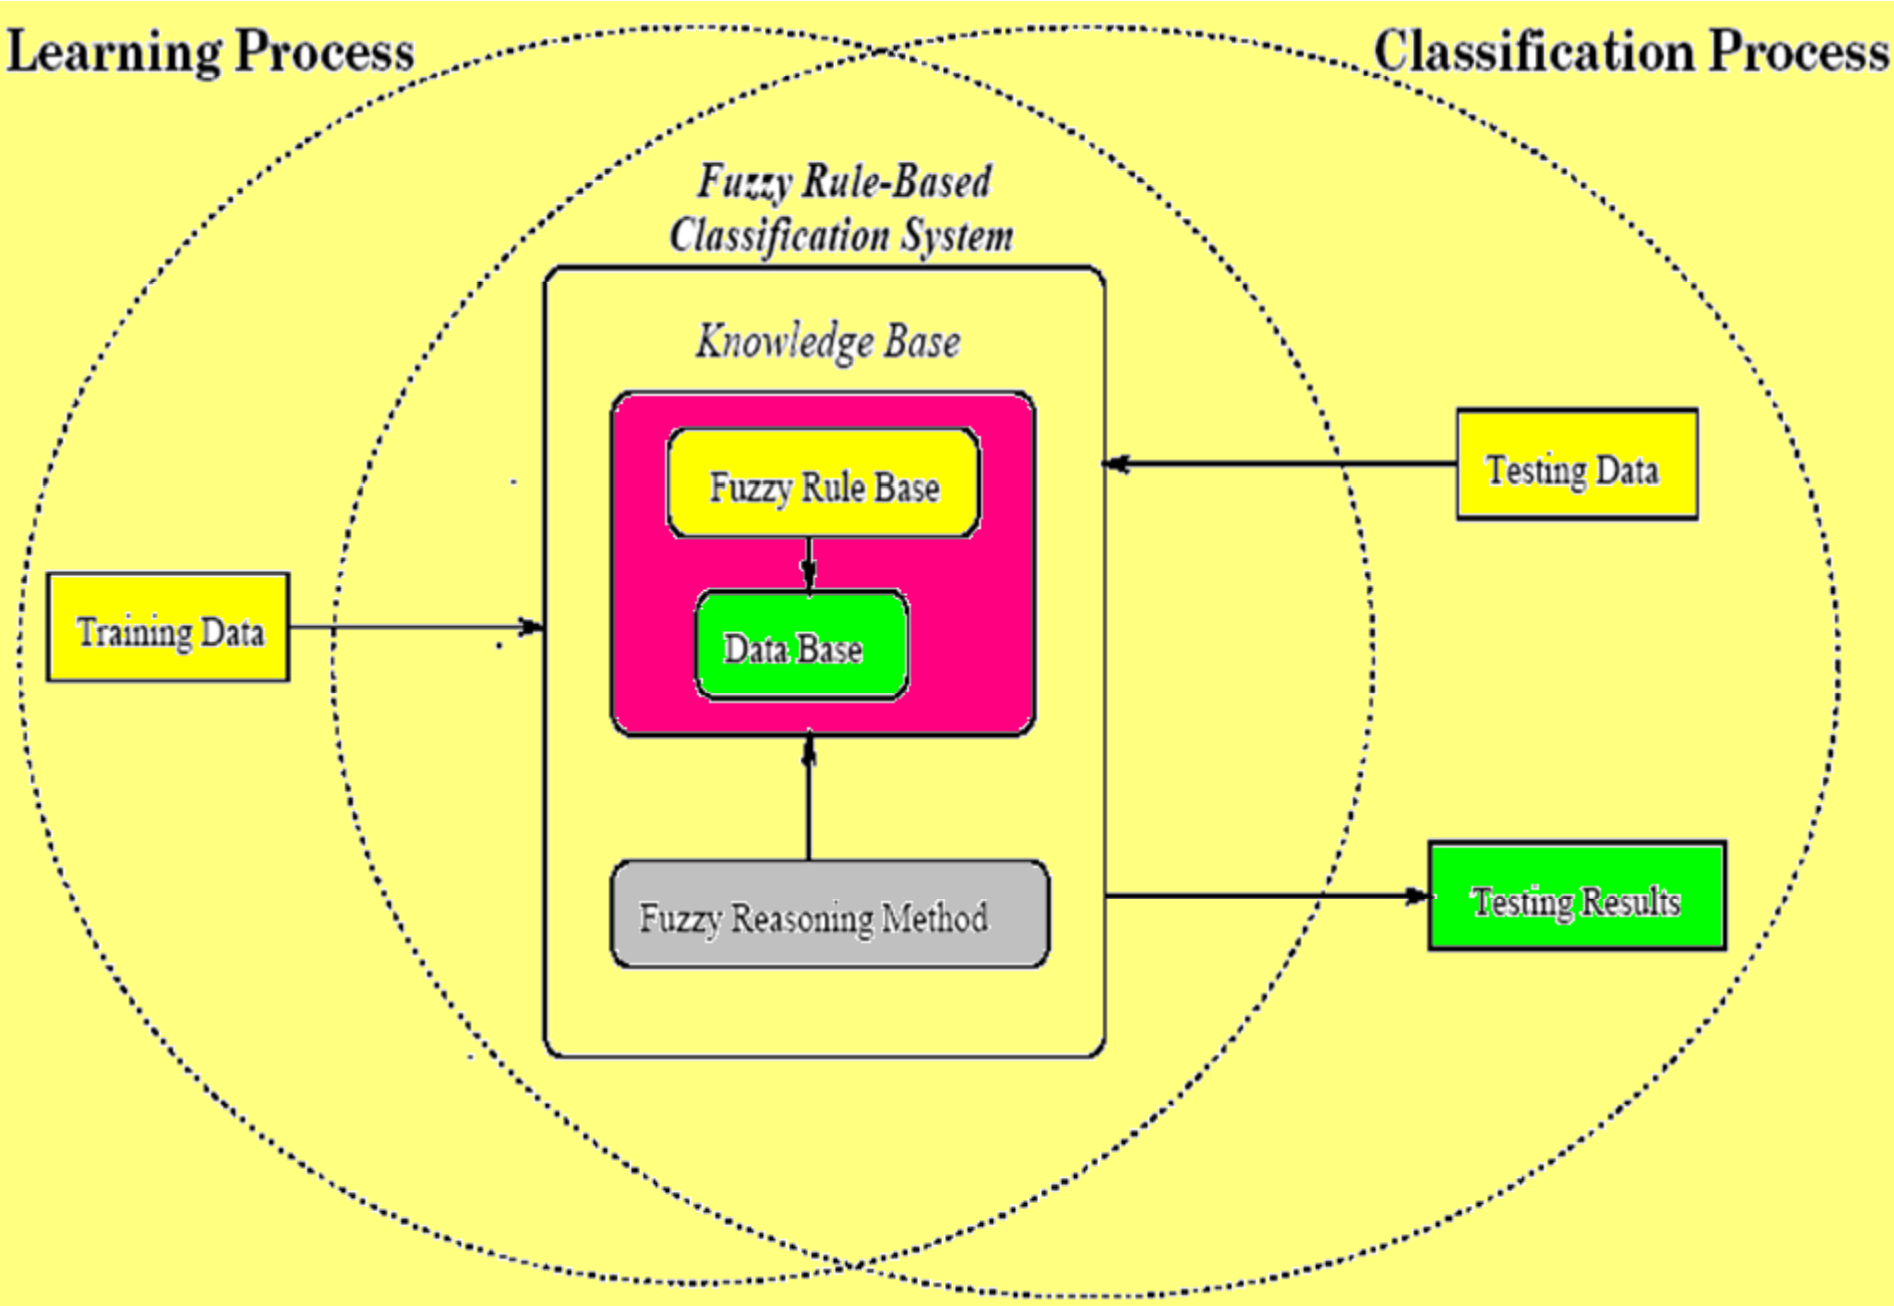 Learning Process
Classification Process
Fuzzy Rule-Based
Classification System
Knowledge Base
Fuzzy Rule Base
Testing Data
Training Data
Data Base
Fuzzy Reasoning Method
Testing Results